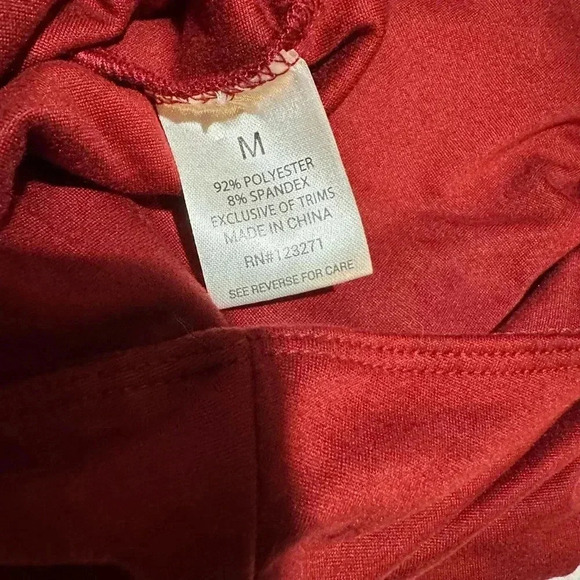 M
92% POLYESTER
8% SPANDEX
EXCLUSIVE OF TRIMS
MADE IN CHINA
RN#123271
SEE REVERSE FOR CARE